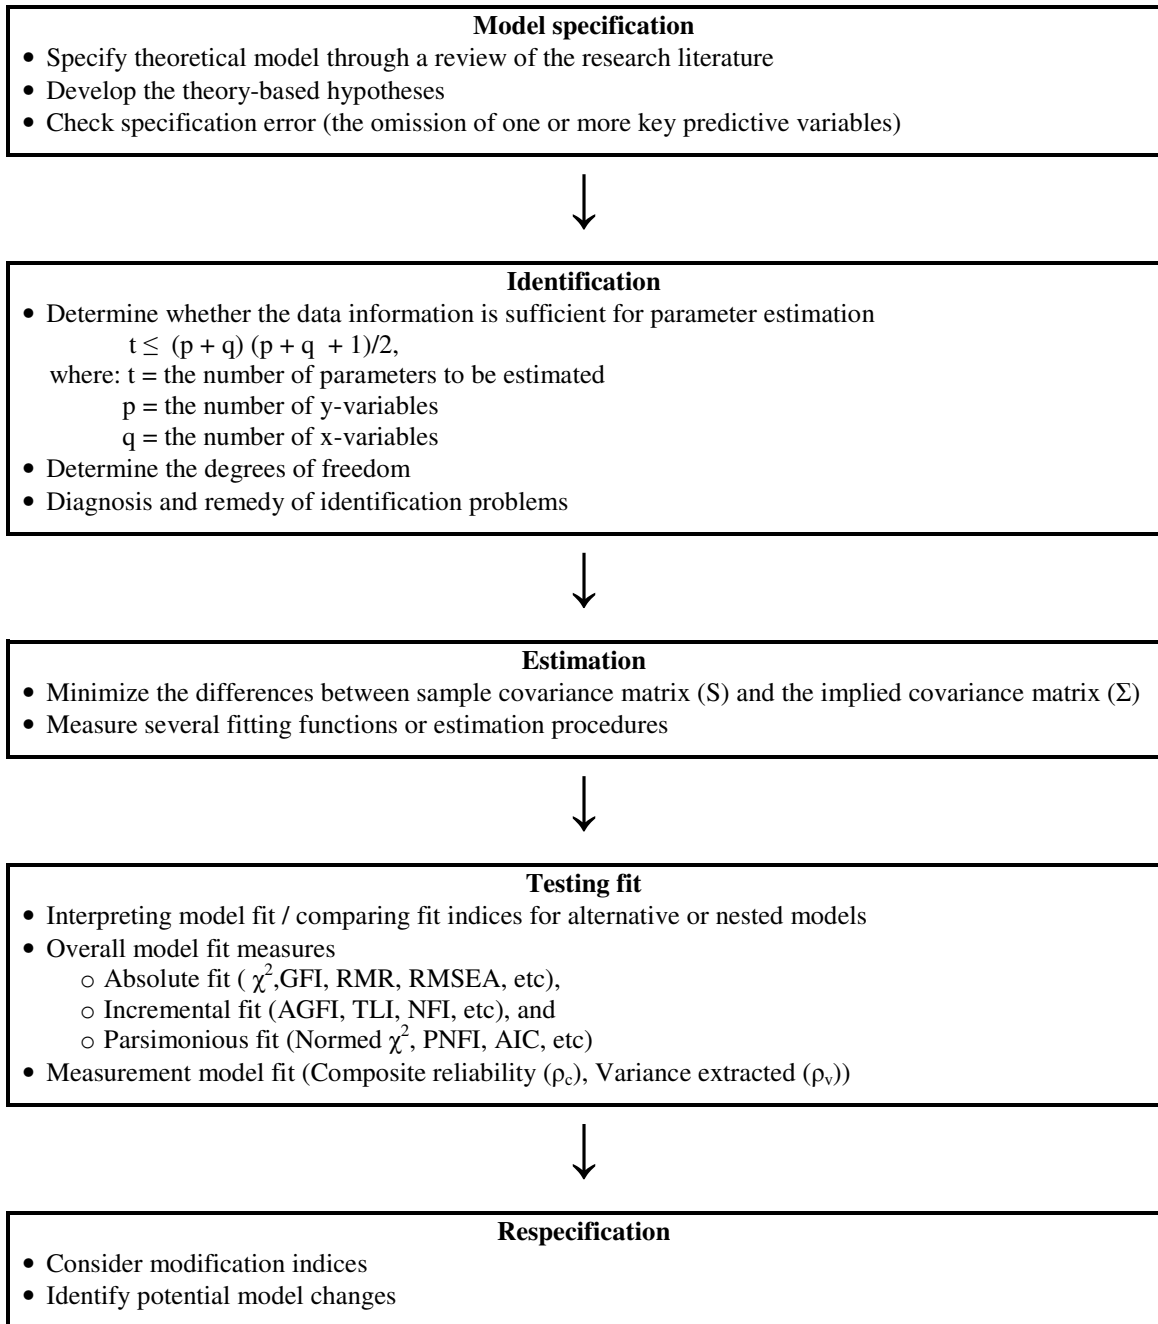 Model specification
• Specify theoretical model through a review of the research literature
• Develop the theory-based hypotheses
• Check specification error (the omission of one or more key predictive variables)
↓
Identification
• Determine whether the data information is sufficient for parameter estimation
t ≤ (p + q) (p + q + 1)/2,
where: t = the number of parameters to be estimated
p = the number of y-variables
q = the number of x-variables
• Determine the degrees of freedom
• Diagnosis and remedy of identification problems
↓
Estimation
• Minimize the differences between sample covariance matrix (S) and the implied covariance matrix (Σ)
• Measure several fitting functions or estimation procedures
↓
Testing fit
• Interpreting model fit / comparing fit indices for alternative or nested models
• Overall model fit measures
○ Absolute fit ( χ²,GFI, RMR, RMSEA, etc),
○ Incremental fit (AGFI, TLI, NFI, etc), and
○ Parsimonious fit (Normed χ², PNFI, AIC, etc)
• Measurement model fit (Composite reliability (ρc), Variance extracted (ρv))
↓
Respecification
• Consider modification indices
• Identify potential model changes